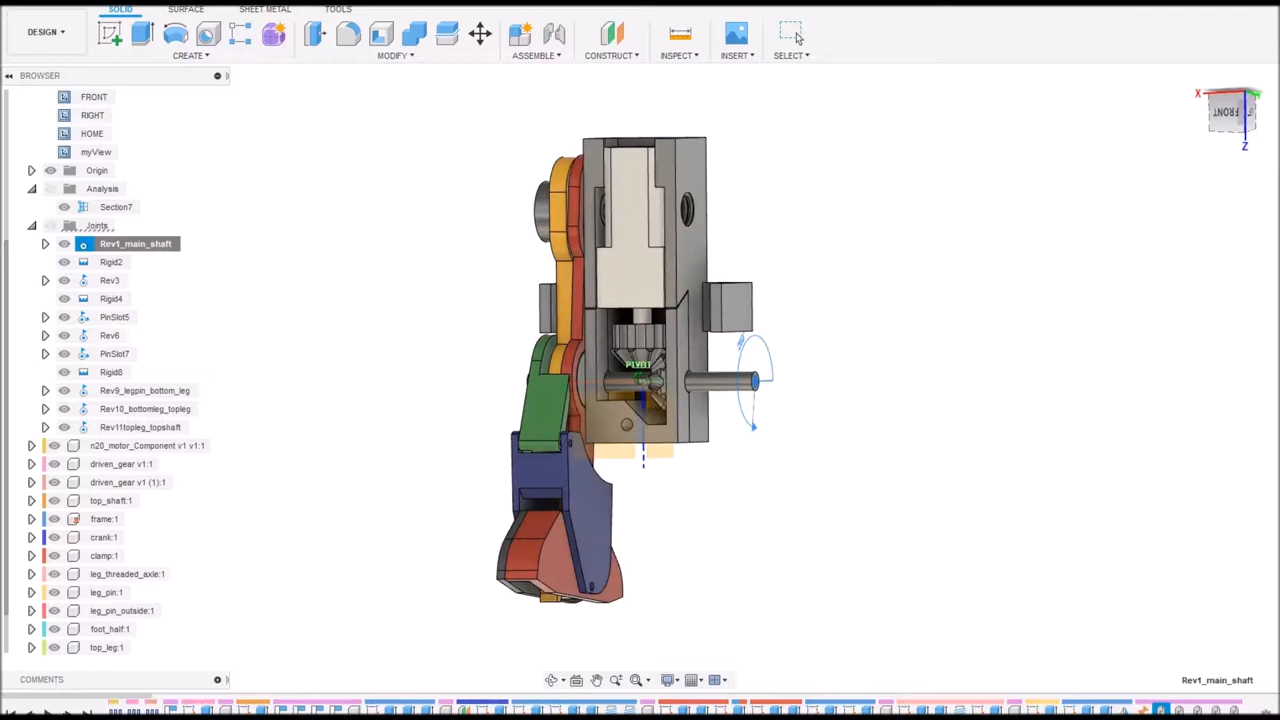 SOLID SURFACE SHEET METAL TOOLS
DESIGN
CREATE MODIFY ASSEMBLE CONSTRUCT INSPECT INSERT SELECT
BROWSER
FRONT
RIGHT
HOME
myView
Origin
Analysis
Section7
Joints
Rev1_main_shaft
Rigid2
Rev3
Rigid4
PinSlot5
Rev6
PinSlot7
Rigid8
Rev9_legpin_bottom_leg
Rev10_bottomleg_topleg
Rev11topleg_topshaft
n20_motor_Component v1 v1:1
driven_gear v1:1
driven_gear v1 (1):1
top_shaft:1
frame:1
crank:1
clamp:1
leg_threaded_axle:1
leg_pin:1
leg_pin_outside:1
foot_half:1
top_leg:1
COMMENTS
PIVOT
X
FRONT
Z
Rev1_main_shaft